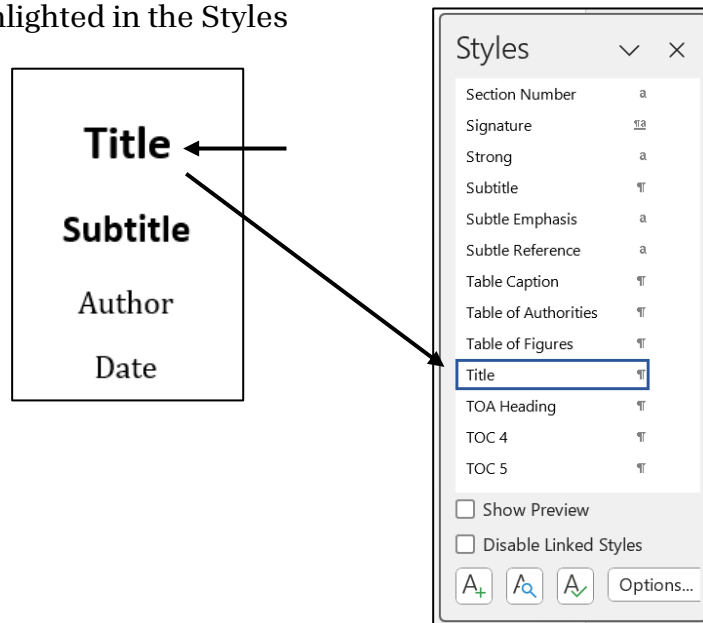 hlighted in the Styles
Title
Subtitle
Author
Date
Styles
Section Number a
Signature ¶a
Strong a
Subtitle ¶
Subtle Emphasis a
Subtle Reference a
Table Caption ¶
Table of Authorities ¶
Table of Figures ¶
Title ¶
TOA Heading ¶
TOC 4 ¶
TOC 5 ¶
Show Preview
Disable Linked Styles
Options...